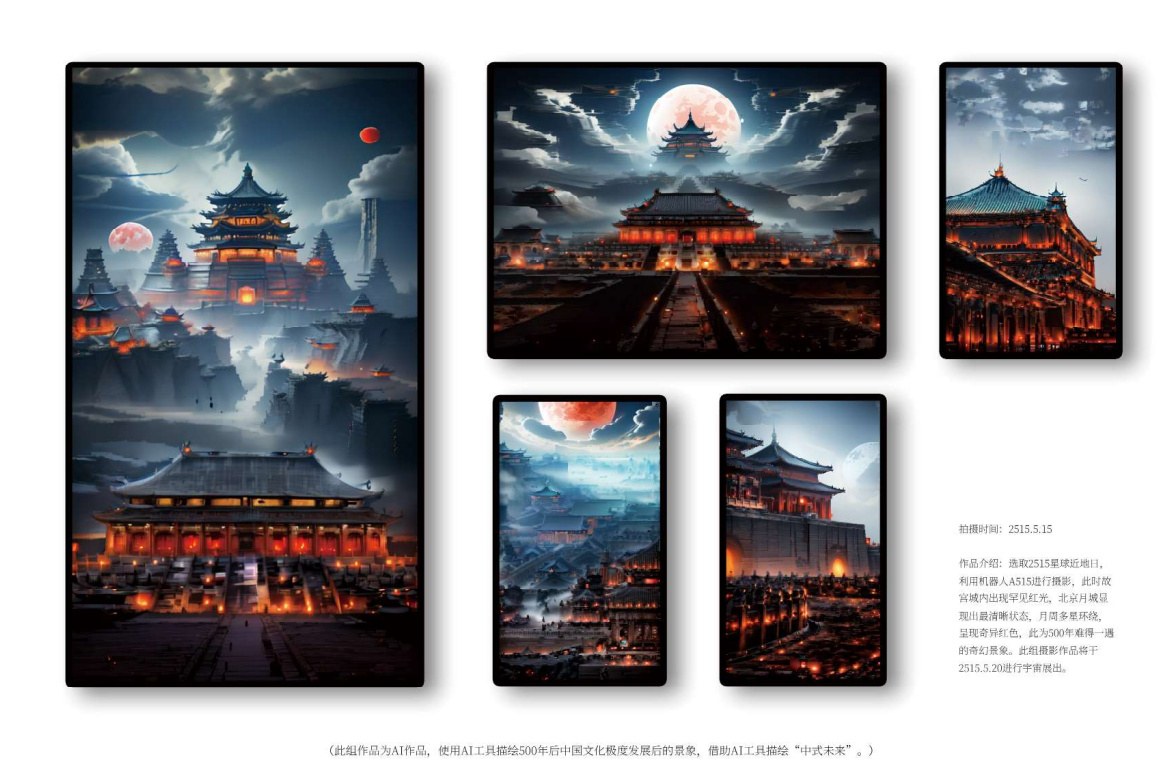 拍摄时间：2515.5.15
作品介绍：选取2515星球近地日，
利用机器人A515进行摄影，此时故
宫城内出现罕见红光，北京月城显
现出最清晰状态，月周多星环绕，
呈现奇异红色，此为500年难得一遇
的奇幻景象。此组摄影作品将于
2515.5.20进行宇宙展出。
（此组作品为AI作品，使用AI工具描绘500年后中国文化极度发展后的景象，借助AI工具描绘“中式未来”。）